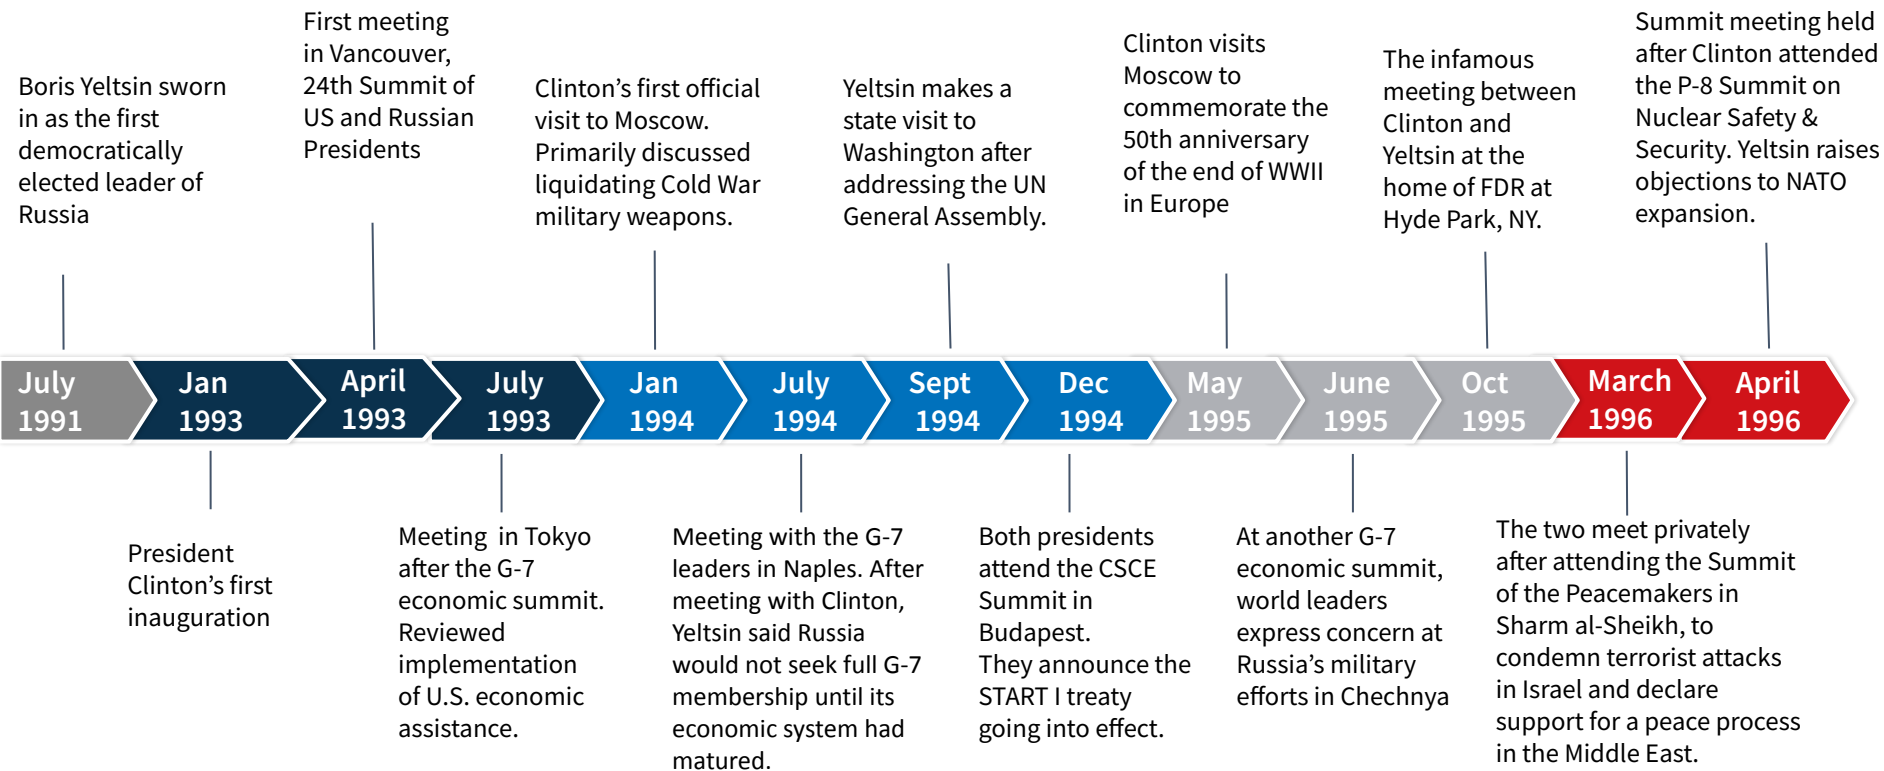 Boris Yeltsin sworn
in as the first
democratically
elected leader of
Russia
First meeting
in Vancouver,
24th Summit of
US and Russian
Presidents
Clinton’s first official
visit to Moscow.
Primarily discussed
liquidating Cold War
military weapons.
Yeltsin makes a
state visit to
Washington after
addressing the UN
General Assembly.
Clinton visits
Moscow to
commemorate the
50th anniversary
of the end of WWII
in Europe
The infamous
meeting between
Clinton and
Yeltsin at the
home of FDR at
Hyde Park, NY.
Summit meeting held
after Clinton attended
the P-8 Summit on
Nuclear Safety &
Security. Yeltsin raises
objections to NATO
expansion.
July
1991
Jan
1993
April
1993
July
1993
Jan
1994
July
1994
Sept
1994
Dec
1994
May
1995
June
1995
Oct
1995
March
1996
April
1996
President
Clinton’s first
inauguration
Meeting in Tokyo
after the G-7
economic summit.
Reviewed
implementation
of U.S. economic
assistance.
Meeting with the G-7
leaders in Naples. After
meeting with Clinton,
Yeltsin said Russia
would not seek full G-7
membership until its
economic system had
matured.
Both presidents
attend the CSCE
Summit in
Budapest.
They announce the
START I treaty
going into effect.
At another G-7
economic summit,
world leaders
express concern at
Russia’s military
efforts in Chechnya
The two meet privately
after attending the Summit
of the Peacemakers in
Sharm al-Sheikh, to
condemn terrorist attacks
in Israel and declare
support for a peace process
in the Middle East.